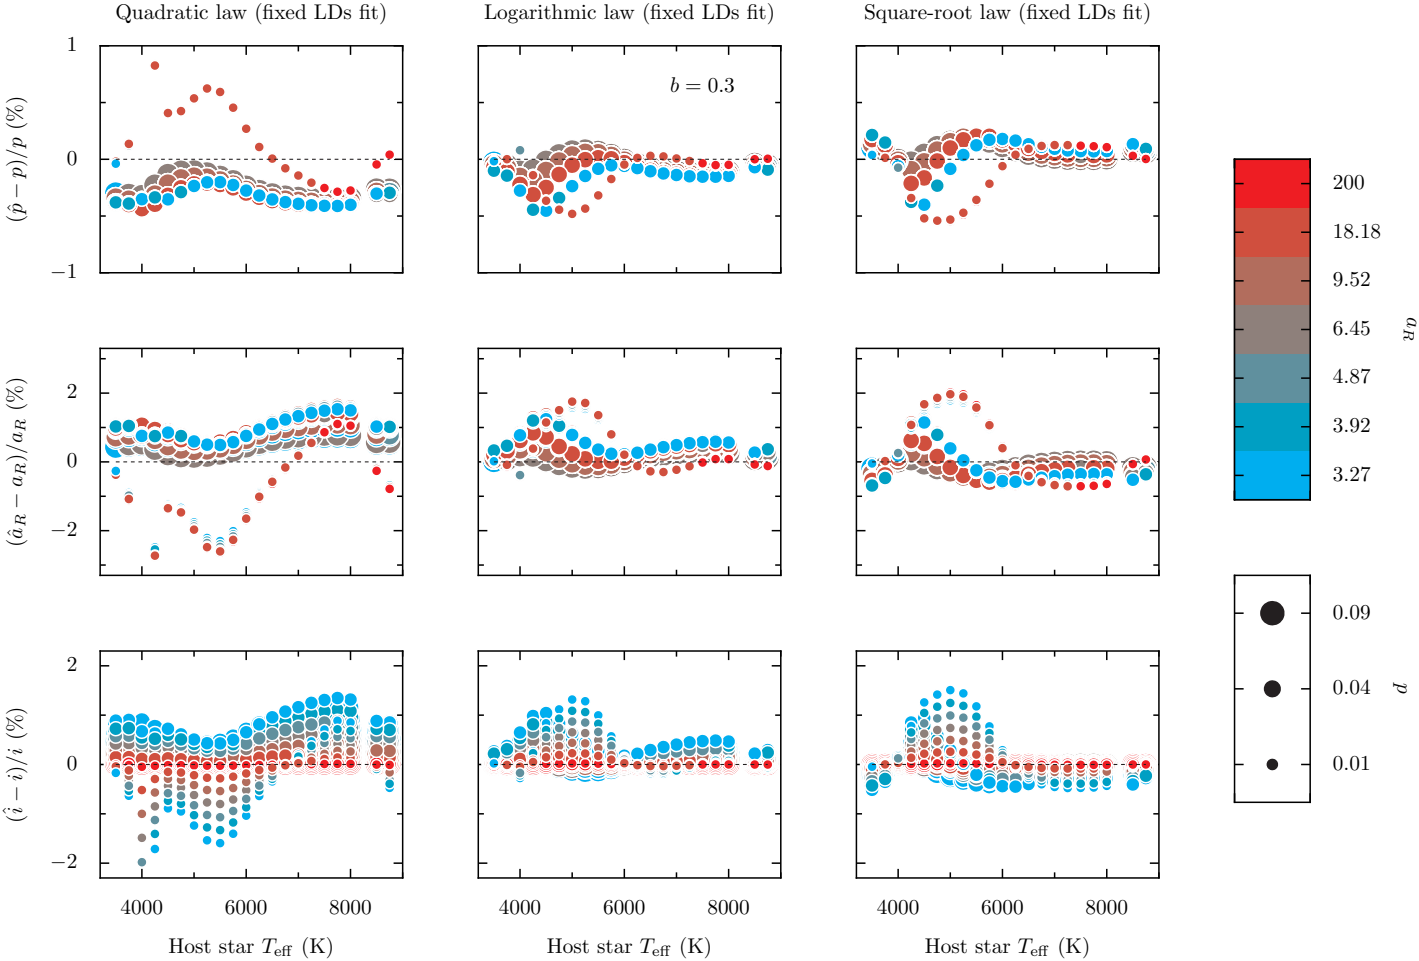 Quadratic law (fixed LDs fit)
Logarithmic law (fixed LDs fit)
Square-root law (fixed LDs fit)
1
0
−1
(p̂ − p)/p (%)
b = 0.3
2
0
−2
(â_R − a_R)/a_R (%)
2
0
−2
(î − i)/i (%)
4000 6000 8000
4000 6000 8000
4000 6000 8000
Host star T_eff (K)
Host star T_eff (K)
Host star T_eff (K)
200
18.18
9.52
6.45
4.87
3.92
3.27
a_R
0.09
0.04
0.01
p